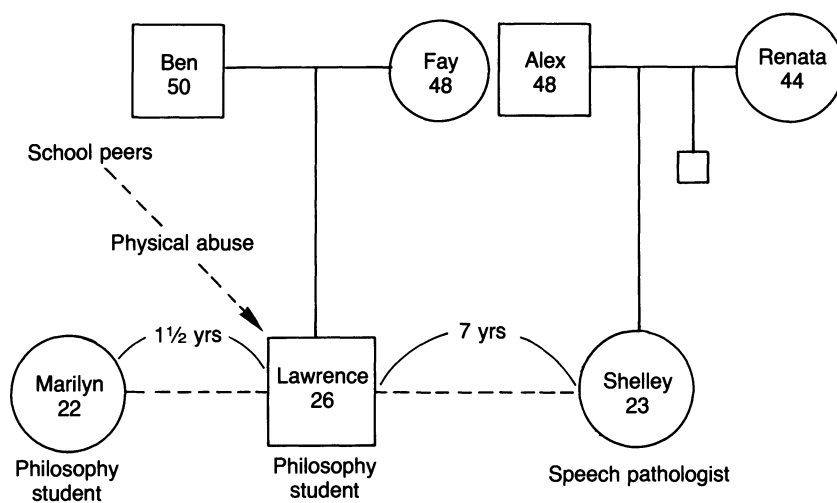 Ben
50
Fay
48
Alex
48
Renata
44
School peers
Physical abuse
1½ yrs
7 yrs
Marilyn
22
Lawrence
26
Shelley
23
Philosophy
student
Philosophy
student
Speech pathologist